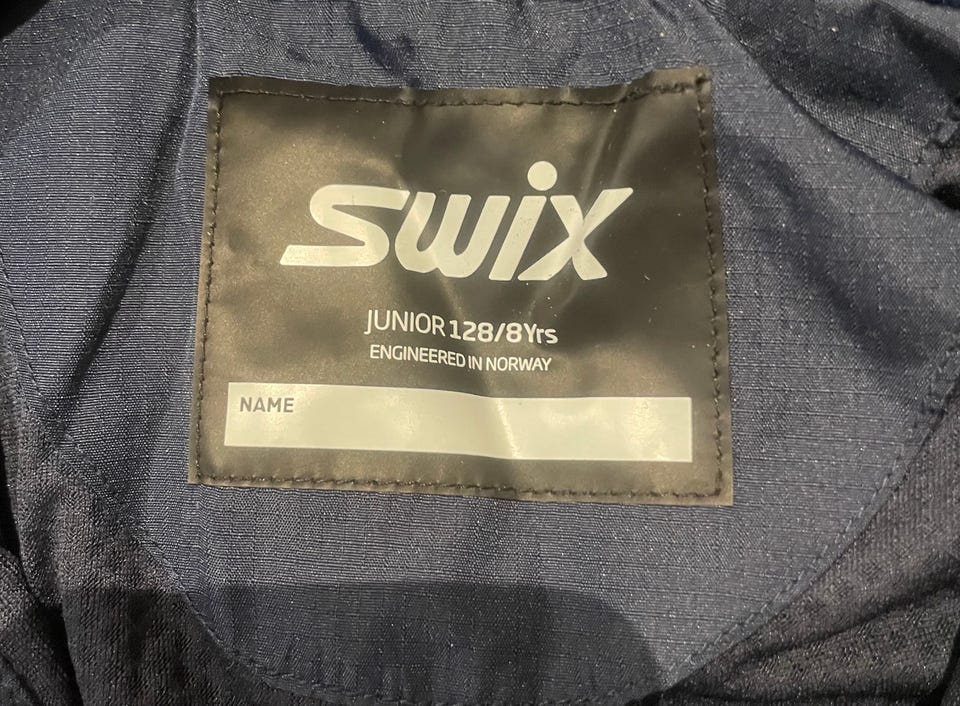 Swix
JUNIOR 128/8Yrs
ENGINEERED IN NORWAY
NAME